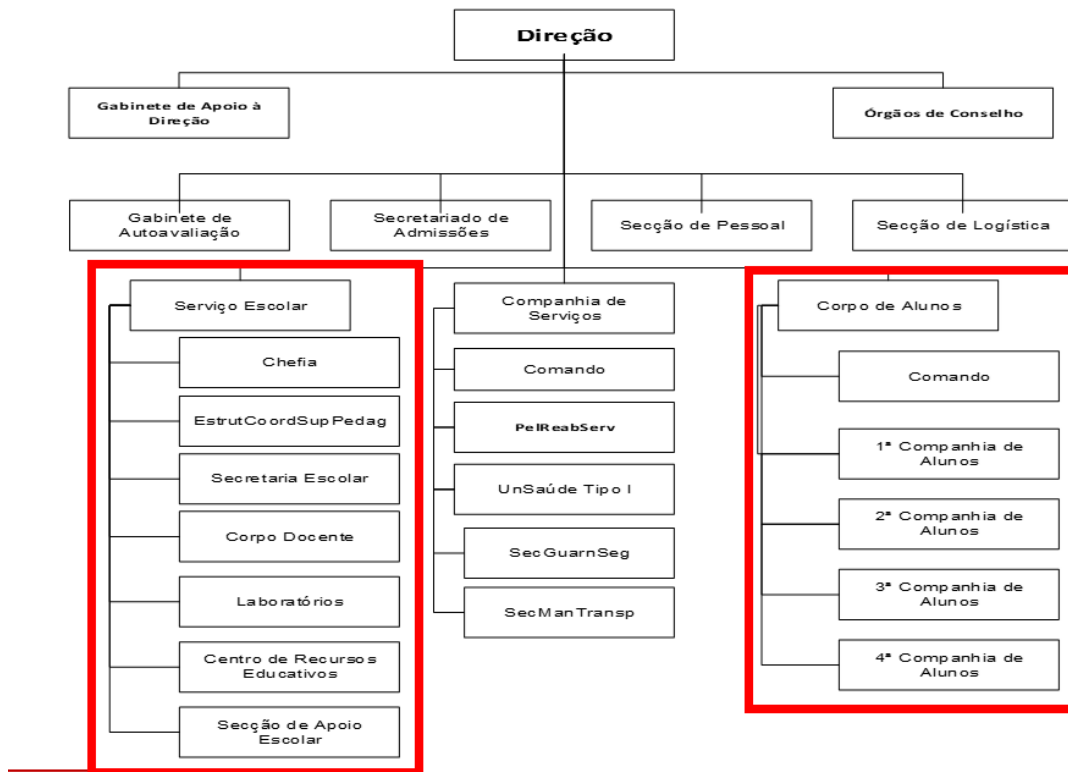 Direção
Gabinete de Apoio à
Direção
Órgãos de Conselho
Gabinete de
Autoavaliação
Secretariado de
Admissões
Secção de Pessoal
Secção de Logística
Serviço Escolar
Chefia
EstrutCoordSupPedag
Secretaria Escolar
Corpo Docente
Laboratórios
Centro de Recursos
Educativos
Secção de Apoio
Escolar
Companhia de
Serviços
Comando
PelReabServ
UnSaúde Tipo I
SecGuarnSeg
SecManTransp
Corpo de Alunos
Comando
1ª Companhia de
Alunos
2ª Companhia de
Alunos
3ª Companhia de
Alunos
4ª Companhia de
Alunos